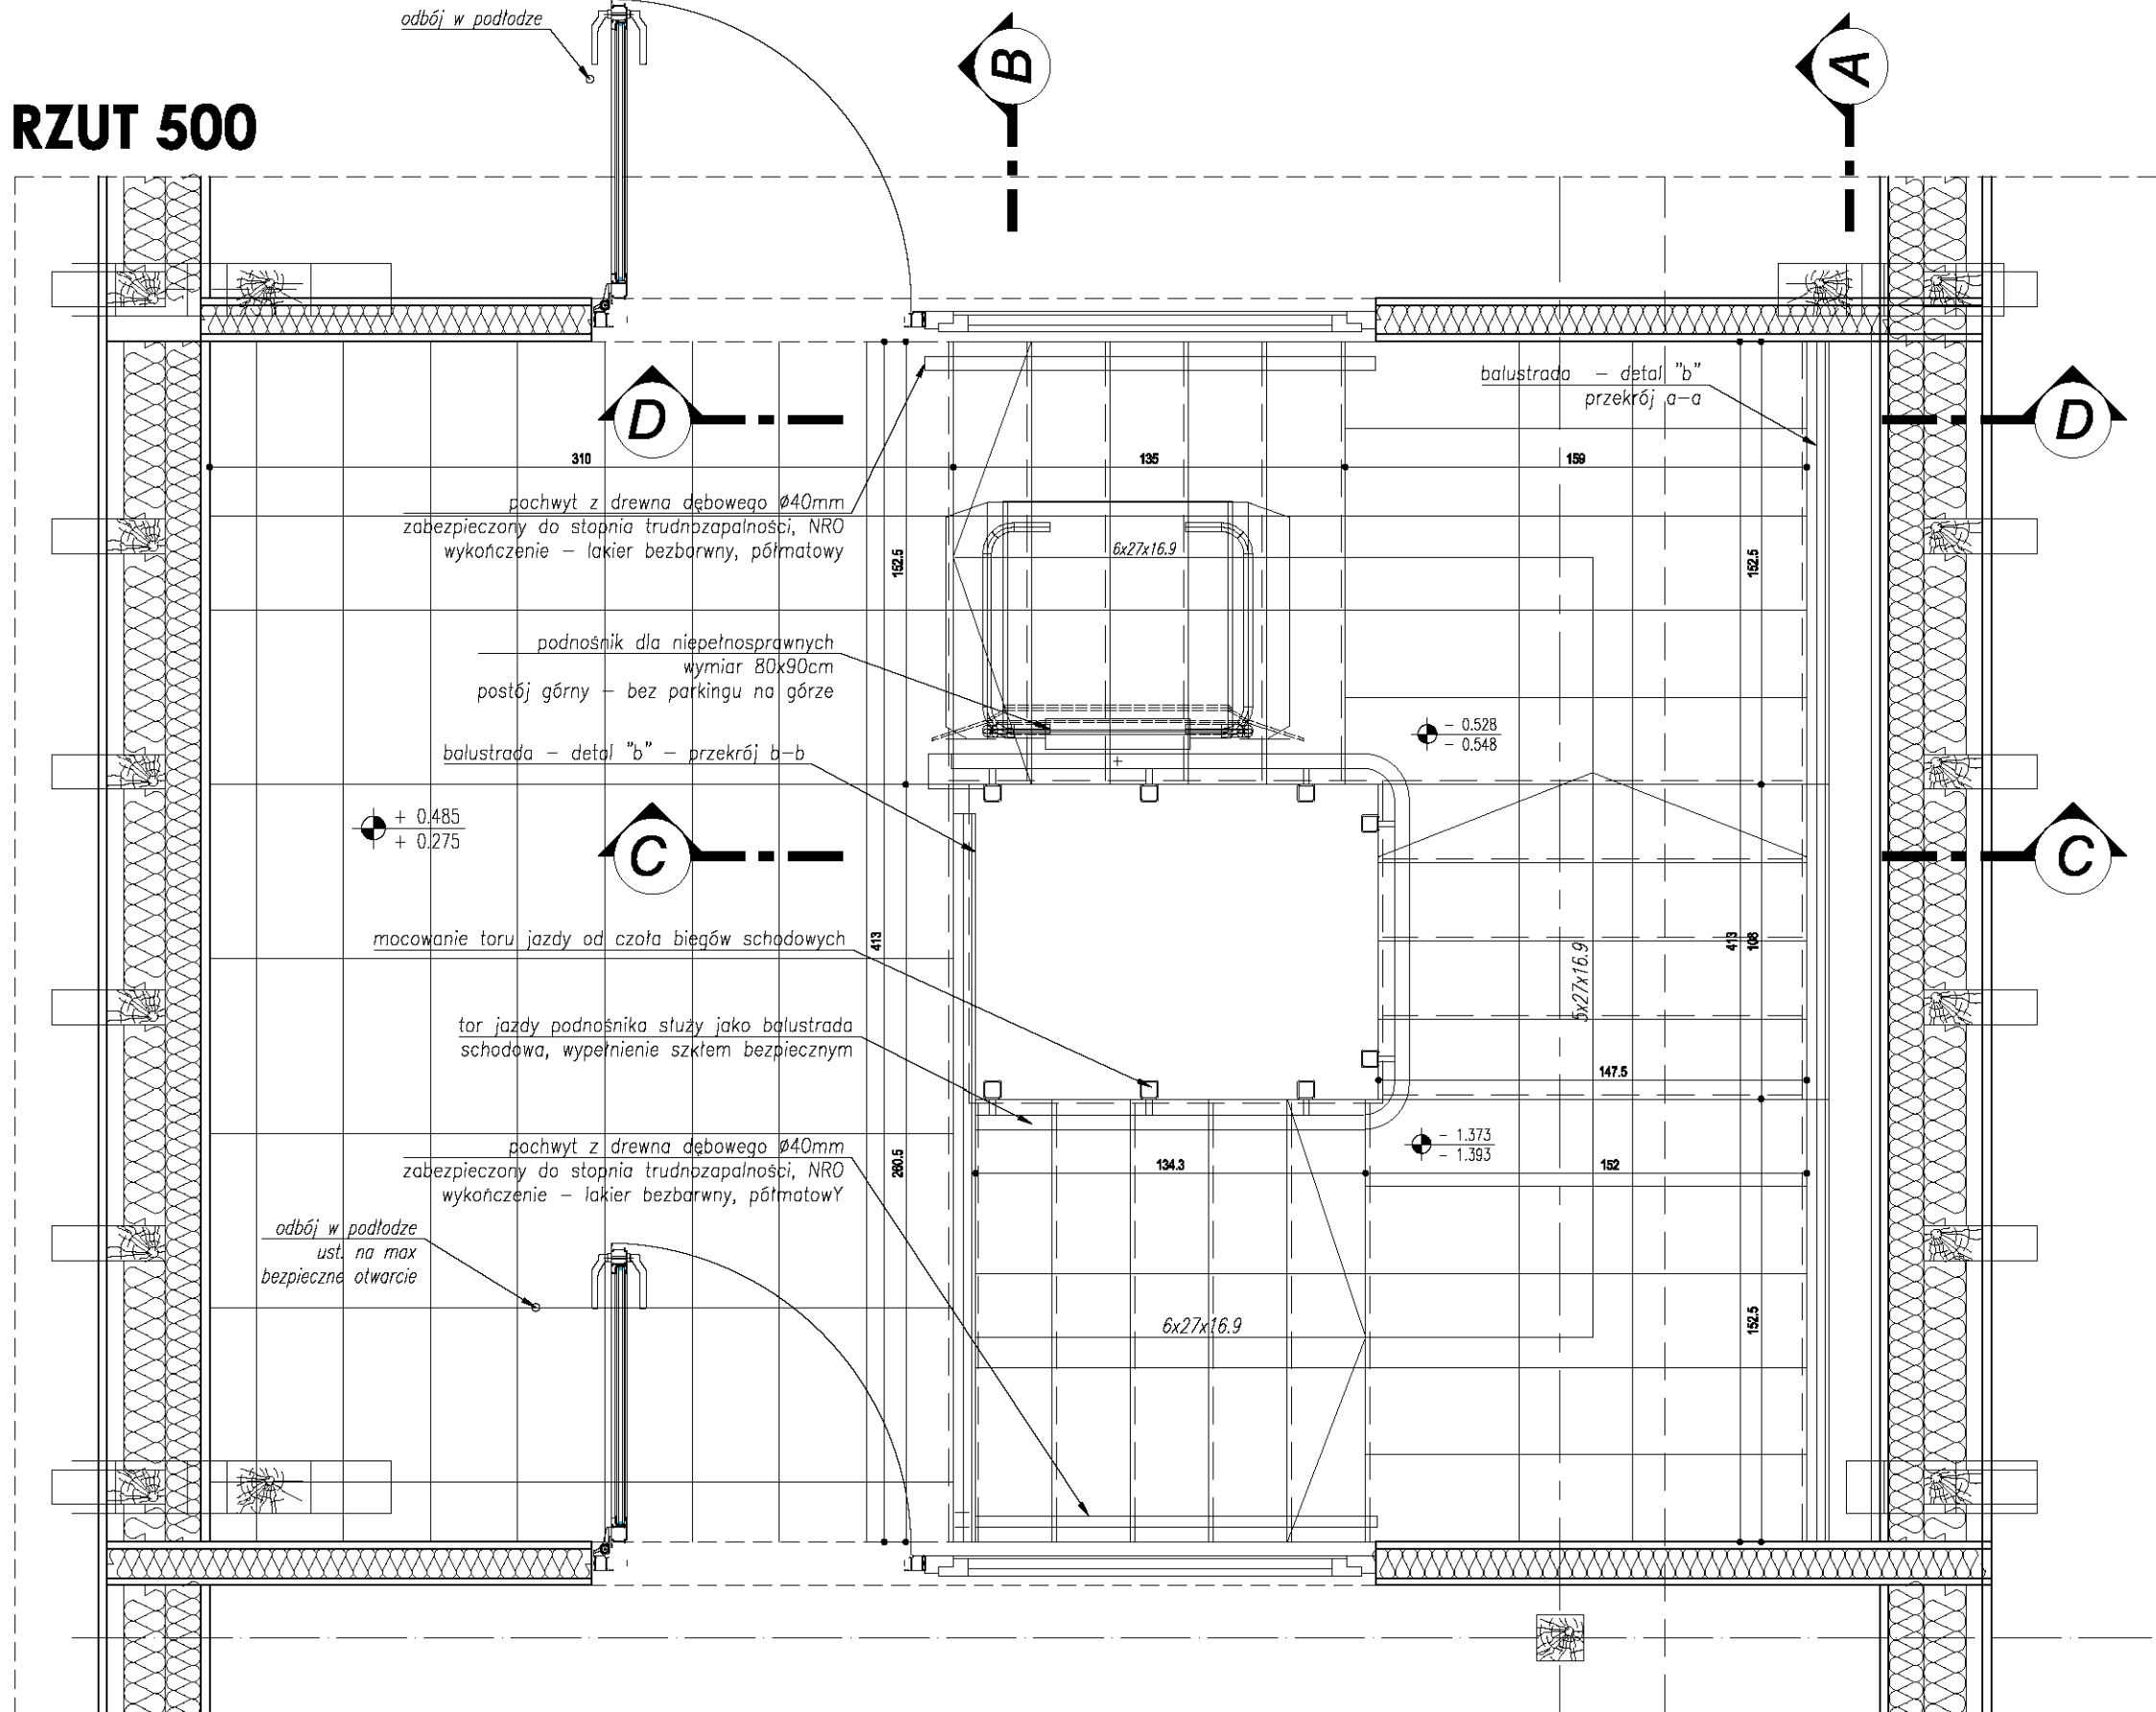 odbój w podłodze
B
A
RZUT 500
balustrada - detal "b"
przekrój a-a
D
D
310
135
159
pochwyt z drewna dębowego ø40mm
zabezpieczony do stopnia trudnozapalności, NRO
wykończenie - lakier bezbarwny, półmatowy
6x27x16.9
152.5
152.5
podnośnik dla niepełnosprawnych
wymiar 80x90cm
postój górny - bez parkingu na górze
- 0.528
- 0.548
balustrada - detal "b" - przekrój b-b
+ 0.485
+ 0.275
C
C
mocowanie toru jazdy od czoła biegów schodowych
413
413
108
5x27x16.9
tor jazdy podnośnika służy jako balustrada
schodowa, wypełnienie szkłem bezpiecznym
147.5
- 1.373
- 1.393
pochwyt z drewna dębowego ø40mm
zabezpieczony do stopnia trudnozapalności, NRO
wykończenie - lakier bezbarwny, półmatowY
260.5
134.3
152
odbój w podłodze
ust. na max
bezpieczne otwarcie
6x27x16.9
152.5